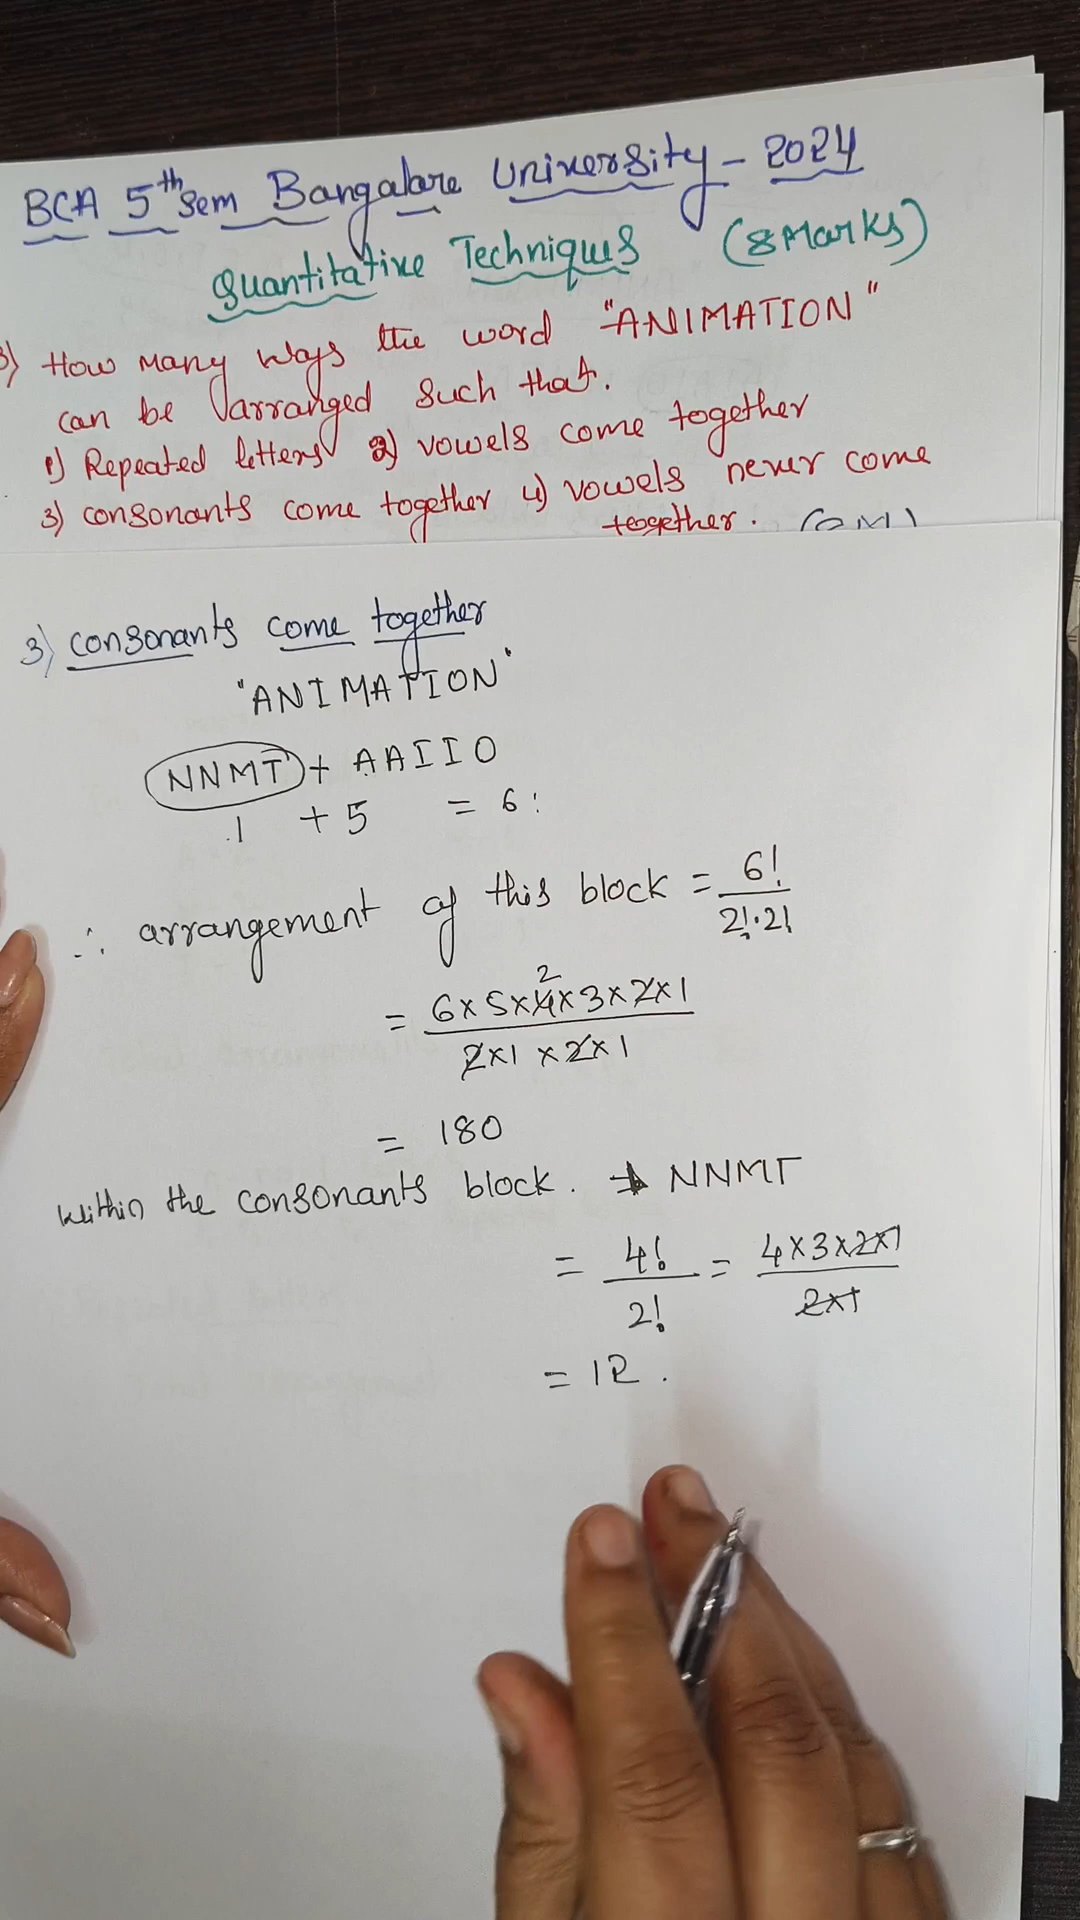 BCA 5th Sem Bangalore University - 2024
Quantitative Techniques (8 Marks)
3) How many ways the word "ANIMATION"
can be arranged such that.
1) Repeated letters 2) vowels come together
3) consonants come together 4) vowels never come
together.
3) consonants come together
"ANIMATION"
NNMT + AAIIO
1 + 5 = 6!
∴ arrangement of this block = 6! / 2!·2!
= 6×5×4×3×2×1 / 2×1×2×1
2
= 180
within the consonants block. → NNMT
= 4! / 2! = 4×3×2×1 / 2×1
= 12.